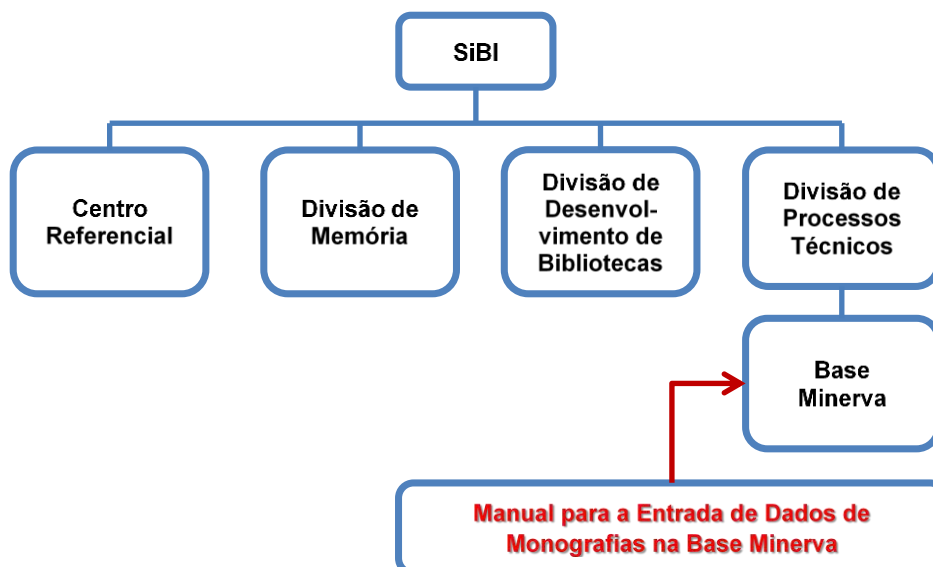 SiBI
Centro
Referencial
Divisão de
Memória
Divisão de
Desenvol-
vimento de
Bibliotecas
Divisão de
Processos
Técnicos
Base
Minerva
Manual para a Entrada de Dados de
Monografias na Base Minerva